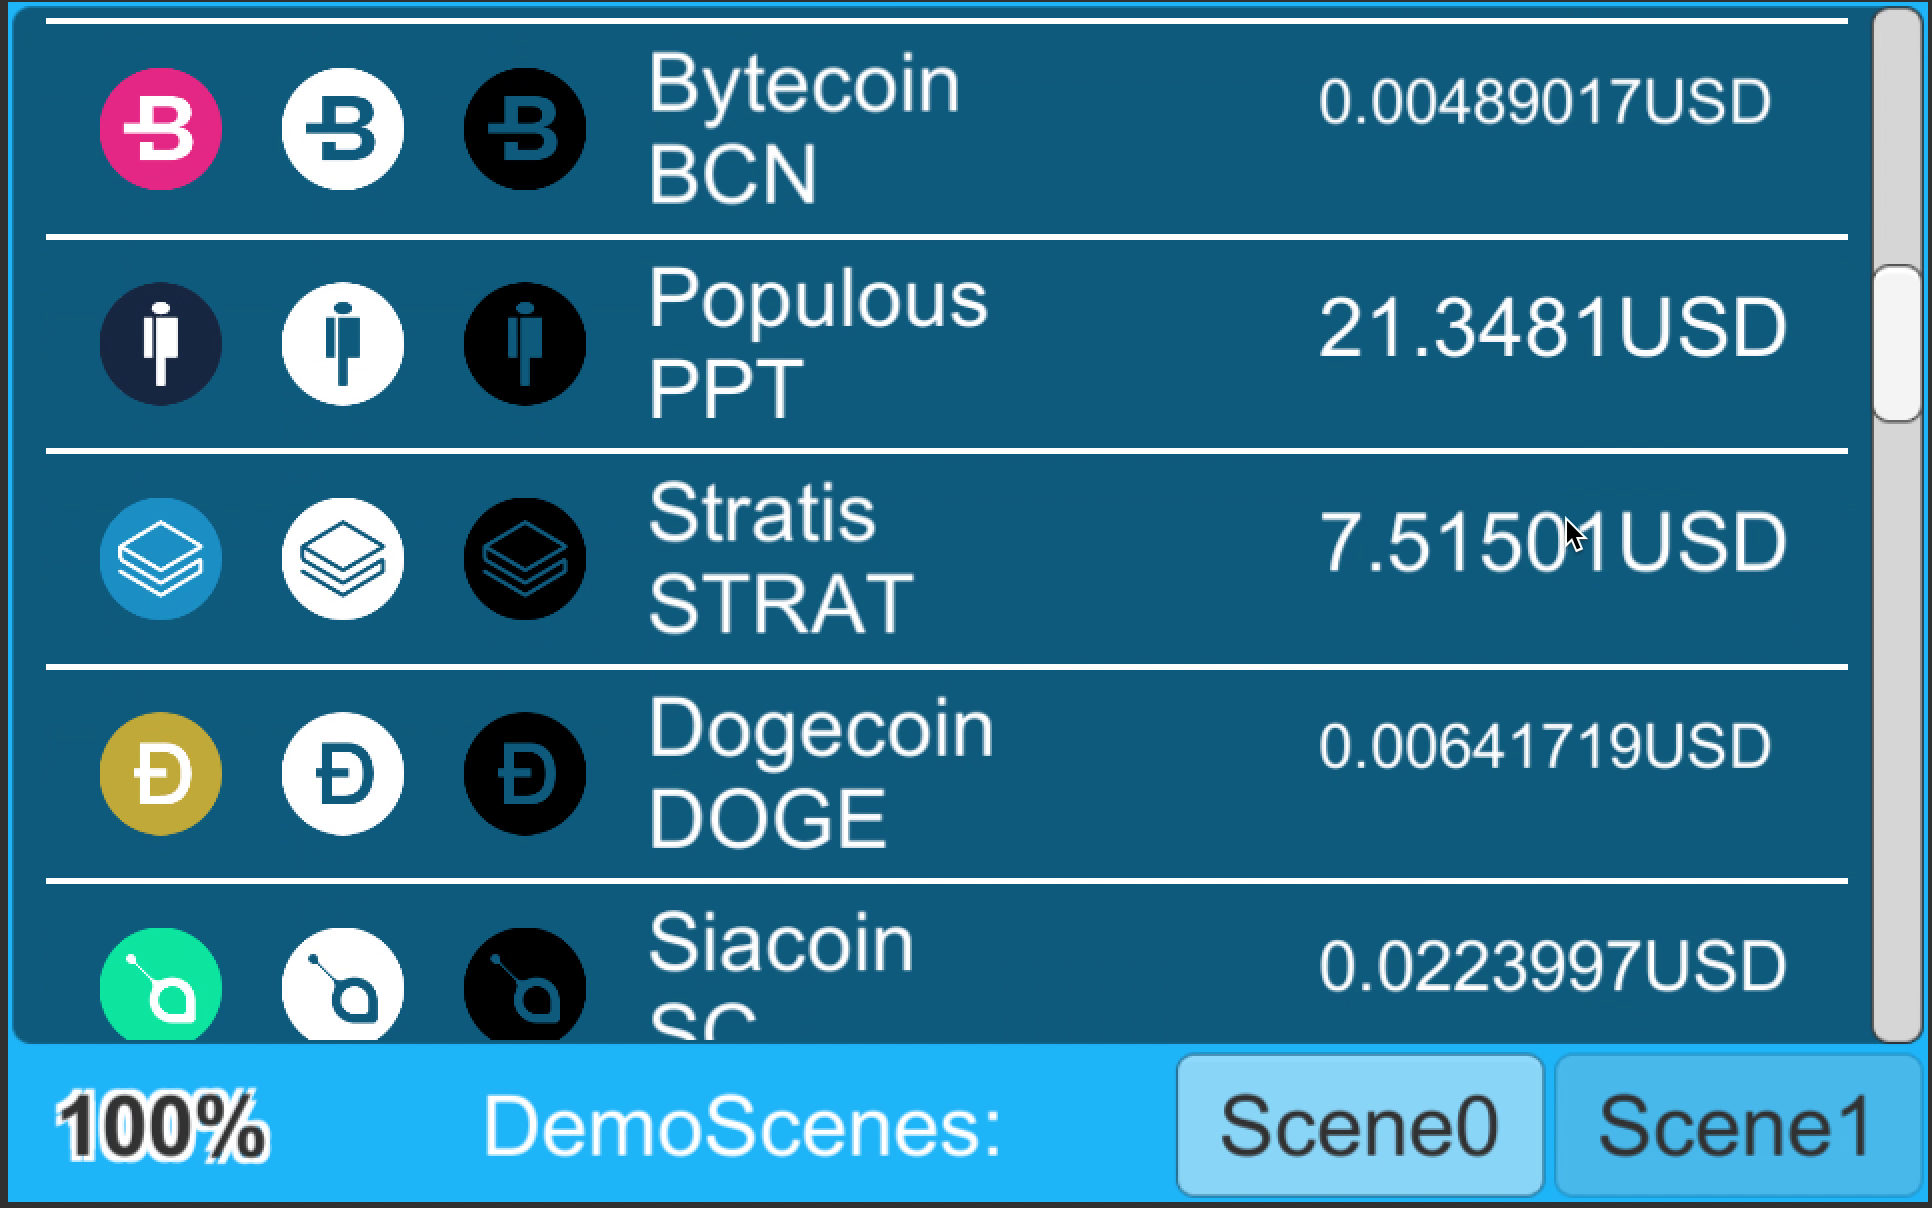 Bytecoin
BCN
0.00489017USD
Populous
PPT
21.3481USD
Stratis
STRAT
7.51501USD
Dogecoin
DOGE
0.00641719USD
Siacoin
SC
0.0223997USD
100%
DemoScenes:
Scene0
Scene1